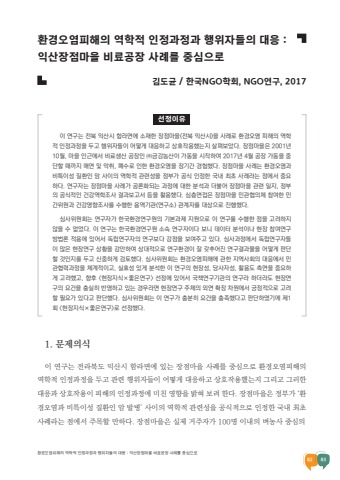 환경오염피해의 역학적 인정과정과 행위자들의 대응 :
익산장점마을 비료공장 사례를 중심으로
김도균 / 한국NGO학회, NGO연구, 2017
선정이유
이 연구는 전북 익산시 함라면에 소재한 장점마을(전북 익산시)을 사례로 환경오염 피해의 역학
적 인정과정을 두고 행위자들이 어떻게 대응하고 상호작용했는지 살펴보았다. 장점마을은 2001년
10월, 마을 인근에서 비료생산 공장인 ㈜금강농산이 가동을 시작하여 2017년 4월 공장 가동을 중
단할 때까지 매연 및 악취, 폐수로 인한 환경오염을 장기간 경험했다. 장점마을 사례는 환경오염과
비특이성 질환인 암 사이의 역학적 관련성을 정부가 공식 인정한 국내 최초 사례라는 점에서 중요
하다. 연구자는 장점마을 사례가 공론화되는 과정에 대한 분석과 더불어 장점마을 관련 일지, 정부
의 공식적인 건강역학조사 결과보고서 등을 활용했다. 심층면접은 장점마을 민관협의체 참여한 민
간위원과 건강영향조사를 수행한 용역기관(연구소) 관계자를 대상으로 진행했다.
심사위원회는 연구자가 한국환경연구원의 기본과제 지원으로 이 연구를 수행한 점을 고려하지
않을 수 없었다. 이 연구는 한국환경연구원 소속 연구자이다 보니 데이터 분석이나 현장 참여연구
방법론 적용에 있어서 독립연구자의 연구보다 강점을 보여주고 있다. 심사과정에서 독립연구자들
이 많은 현장연구 상황을 감안하여 상대적으로 연구환경이 잘 갖추어진 연구결과물을 어떻게 판단
할 것인지를 두고 신중하게 검토했다. 심사위원회는 환경오염피해에 관한 지역사회의 대응에서 민
관협력과정을 체계적이고, 실효성 있게 분석한 이 연구의 현장성, 당사자성, 활용도 측면을 중요하
게 고려했고, 향후 《현장지식×좋은연구》 선정에 있어서 국책연구기관의 연구라 하더라도 현장연
구의 요건을 충실히 반영하고 있는 경우라면 현장연구 주체의 외연 확장 차원에서 긍정적으로 고려
할 필요가 있다고 판단했다. 심사위원회는 이 연구가 충분히 요건을 충족했다고 판단하였기에 제1
회 《현장지식×좋은연구》로 선정했다.
1. 문제의식
이 연구는 전라북도 익산시 함라면에 있는 장점마을 사례를 중심으로 환경오염피해의
역학적 인정과정을 두고 관련 행위자들이 어떻게 대응하고 상호작용했는지 그리고 그러한
대응과 상호작용이 피해의 인정과정에 미친 영향을 밝혀 보려 한다. 장점마을은 정부가 '환
경오염과 비특이성 질환인 암 발병' 사이의 역학적 관련성을 공식적으로 인정한 국내 최초
사례라는 점에서 주목할 만하다. 장점마을은 실제 거주자가 100명 이내의 벼농사 중심의
환경오염피해의 역학적 인정과정과 행위자들의 대응 : 익산장점마을 비료공장 사례를 중심으로
82 83